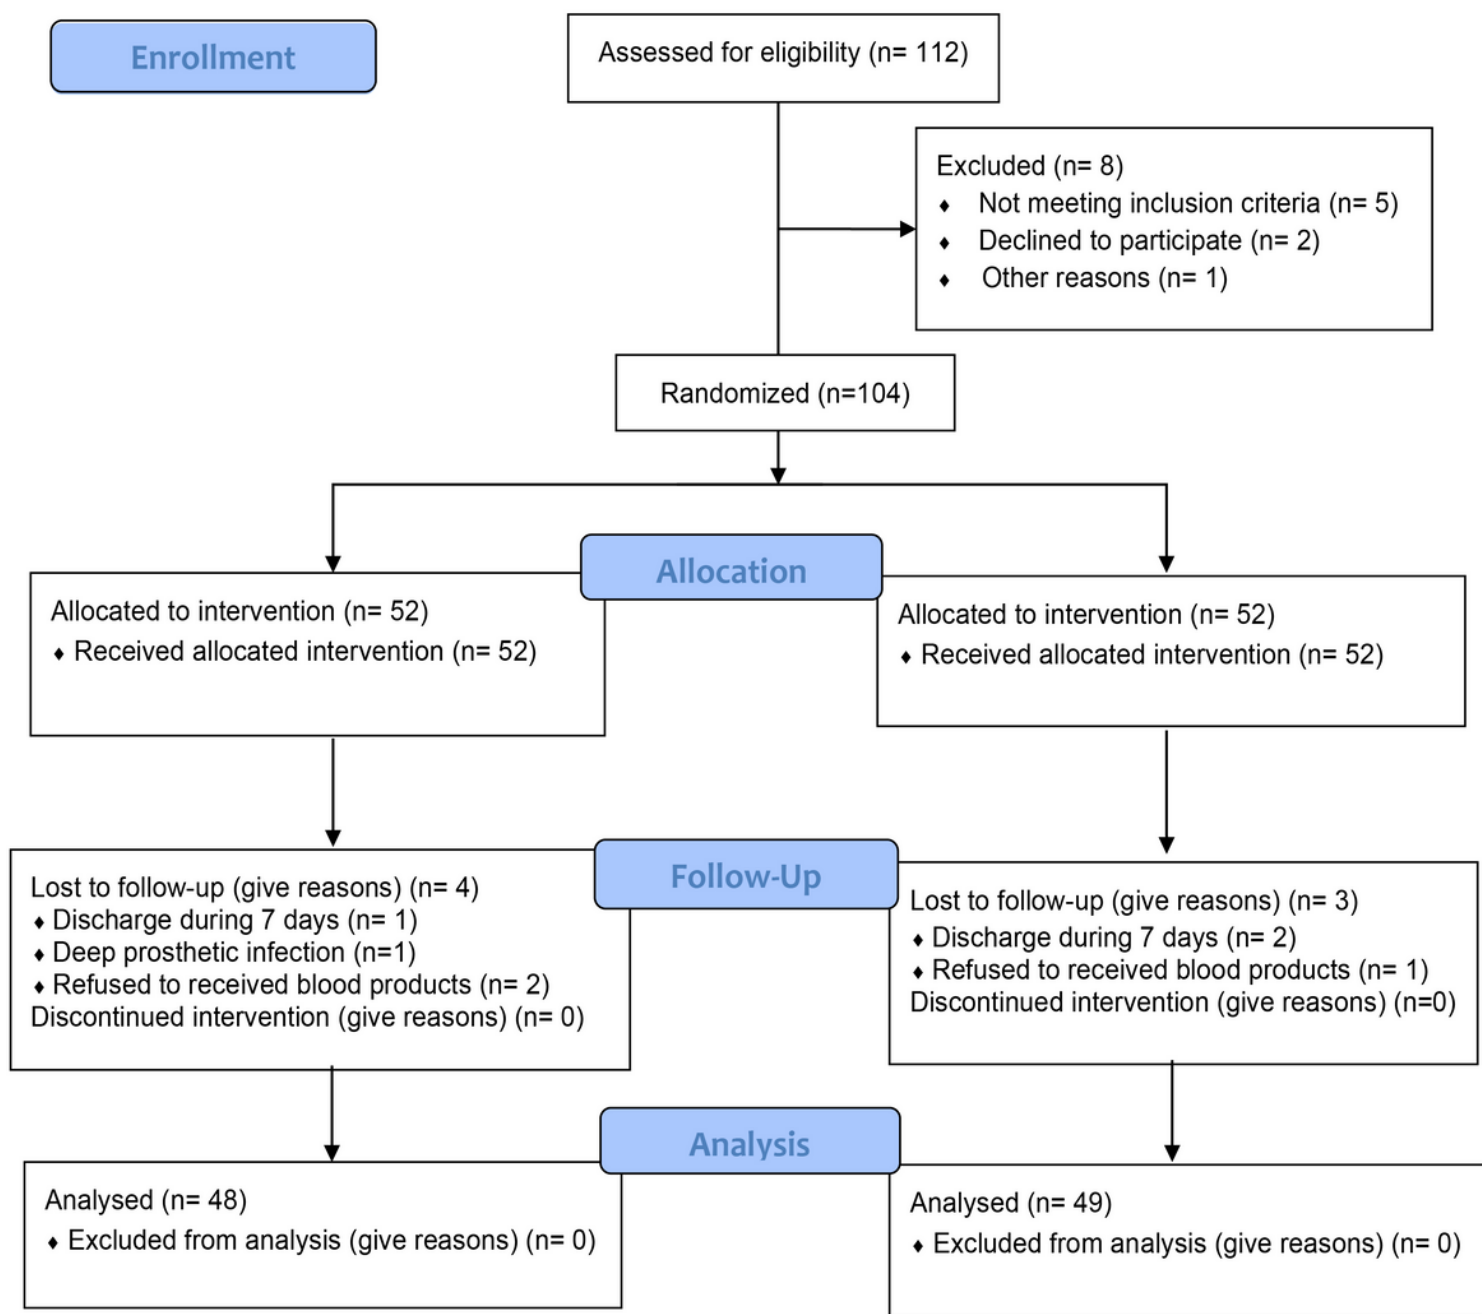 Enrollment
Assessed for eligibility (n= 112)
Excluded (n= 8)
♦ Not meeting inclusion criteria (n= 5)
♦ Declined to participate (n= 2)
♦ Other reasons (n= 1)
Randomized (n=104)
Allocation
Allocated to intervention (n= 52)
♦ Received allocated intervention (n= 52)
Allocated to intervention (n= 52)
♦ Received allocated intervention (n= 52)
Follow-Up
Lost to follow-up (give reasons) (n= 4)
♦ Discharge during 7 days (n= 1)
♦ Deep prosthetic infection (n=1)
♦ Refused to received blood products (n= 2)
Discontinued intervention (give reasons) (n= 0)
Lost to follow-up (give reasons) (n= 3)
♦ Discharge during 7 days (n= 2)
♦ Refused to received blood products (n= 1)
Discontinued intervention (give reasons) (n=0)
Analysis
Analysed (n= 48)
♦ Excluded from analysis (give reasons) (n= 0)
Analysed (n= 49)
♦ Excluded from analysis (give reasons) (n= 0)